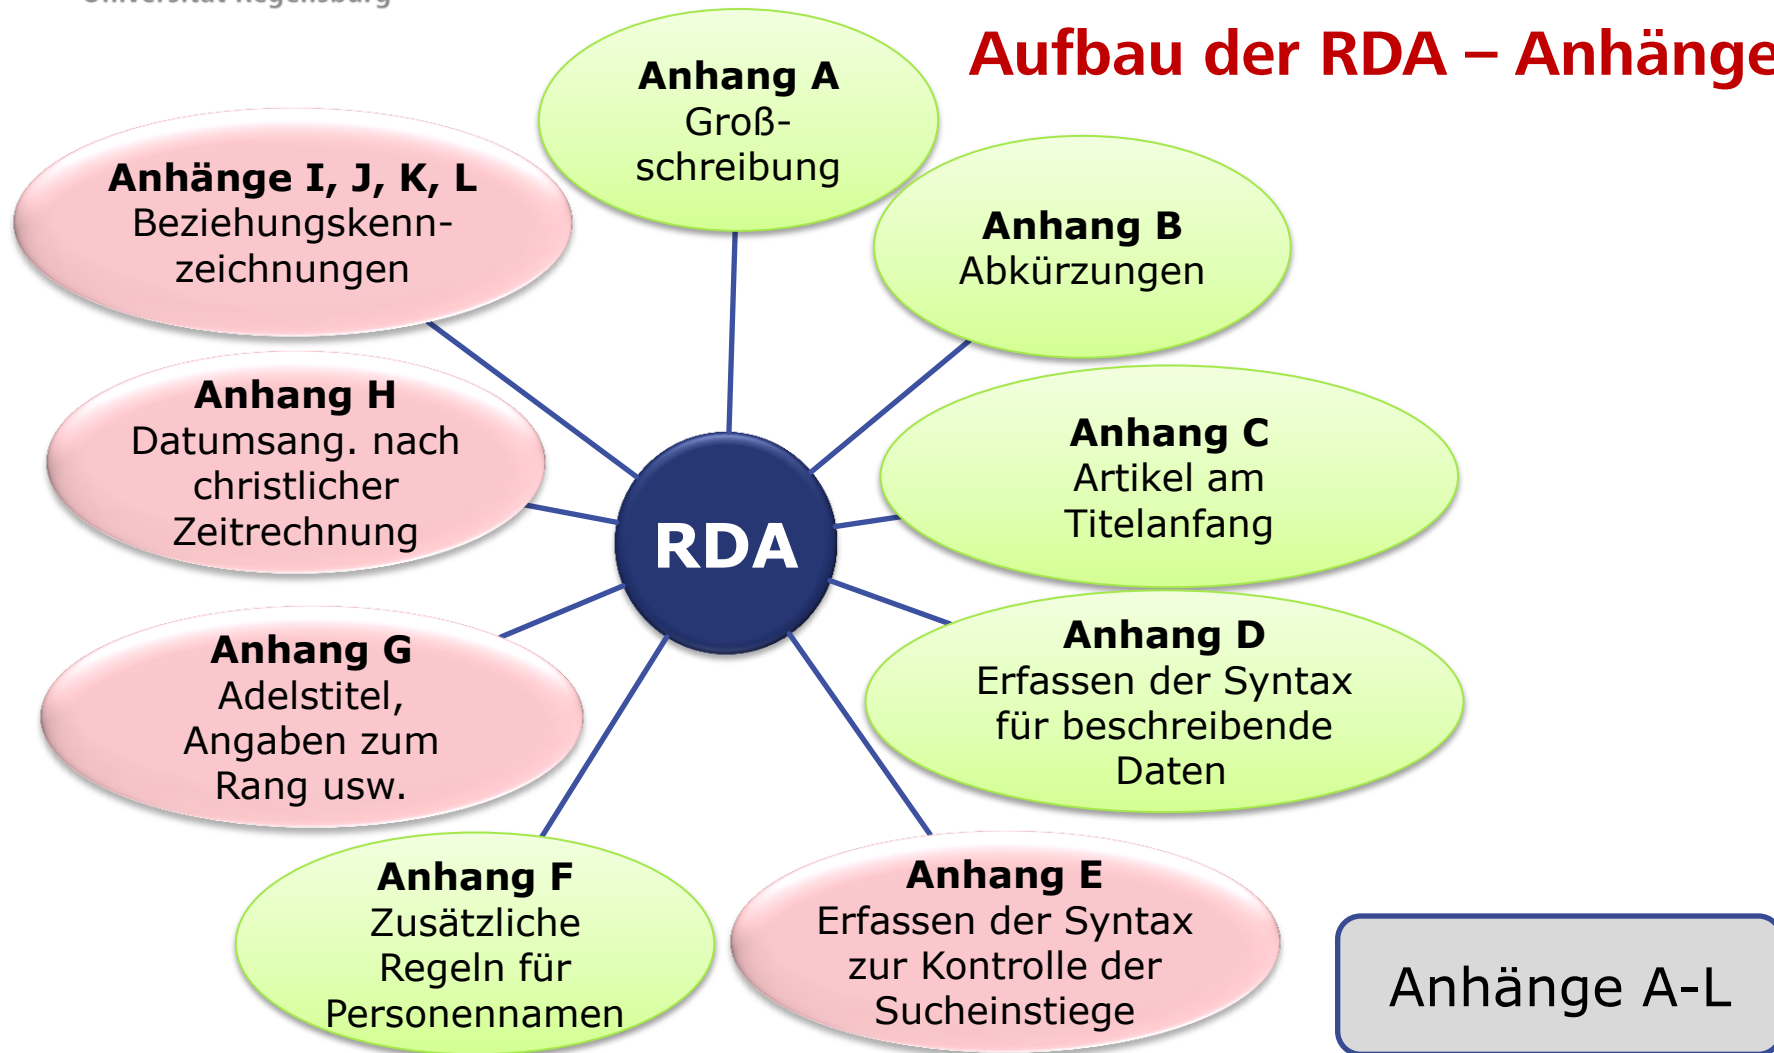 Universität Regensburg
Aufbau der RDA – Anhänge
Anhang A
Groß-
schreibung
Anhang B
Abkürzungen
Anhang C
Artikel am
Titelanfang
Anhang D
Erfassen der Syntax
für beschreibende
Daten
Anhang E
Erfassen der Syntax
zur Kontrolle der
Sucheinstiege
Anhang F
Zusätzliche
Regeln für
Personennamen
Anhang G
Adelstitel,
Angaben zum
Rang usw.
Anhang H
Datumsang. nach
christlicher
Zeitrechnung
Anhänge I, J, K, L
Beziehungskenn-
zeichnungen
RDA
Anhänge A-L